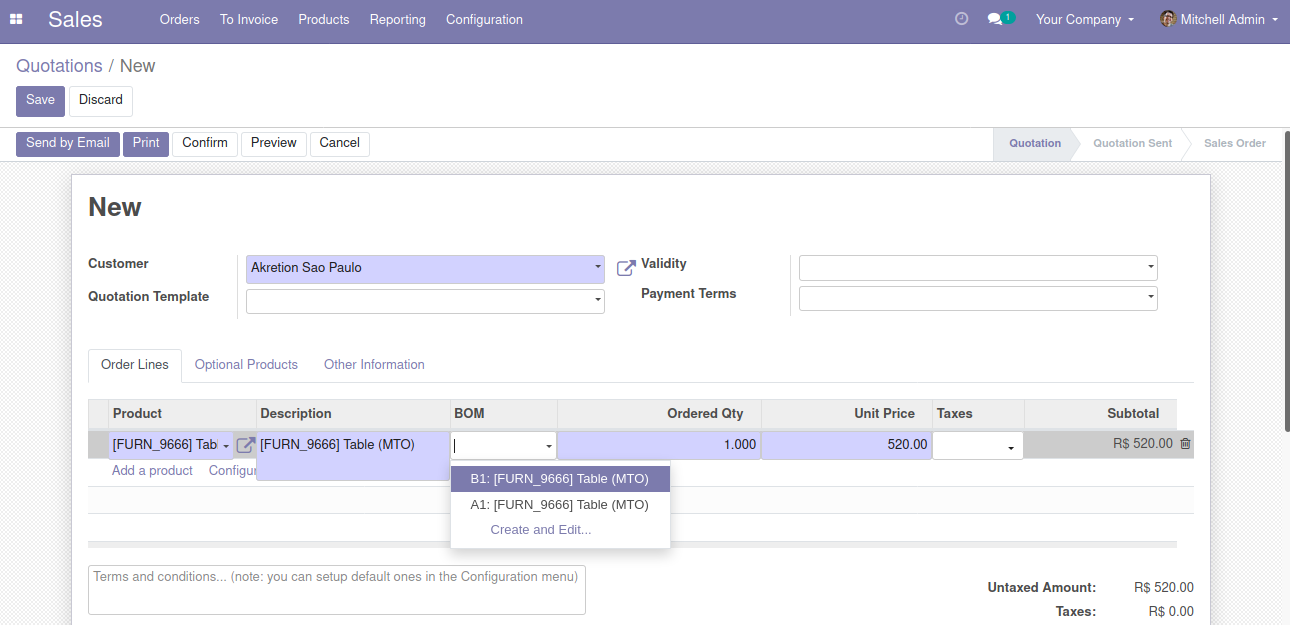 Sales Orders To Invoice Products Reporting Configuration 1 Your Company Mitchell Admin
Quotations / New
Save Discard
Send by Email Print Confirm Preview Cancel Quotation Quotation Sent Sales Order
New
Customer Akretion Sao Paulo Validity
Quotation Template Payment Terms
Order Lines Optional Products Other Information
Product Description BOM Ordered Qty Unit Price Taxes Subtotal
[FURN_9666] Tab [FURN_9666] Table (MTO) 1.000 520.00 R$ 520.00
Add a product Configur
B1: [FURN_9666] Table (MTO)
A1: [FURN_9666] Table (MTO)
Create and Edit...
Terms and conditions... (note: you can setup default ones in the Configuration menu)
Untaxed Amount: R$ 520.00
Taxes: R$ 0.00